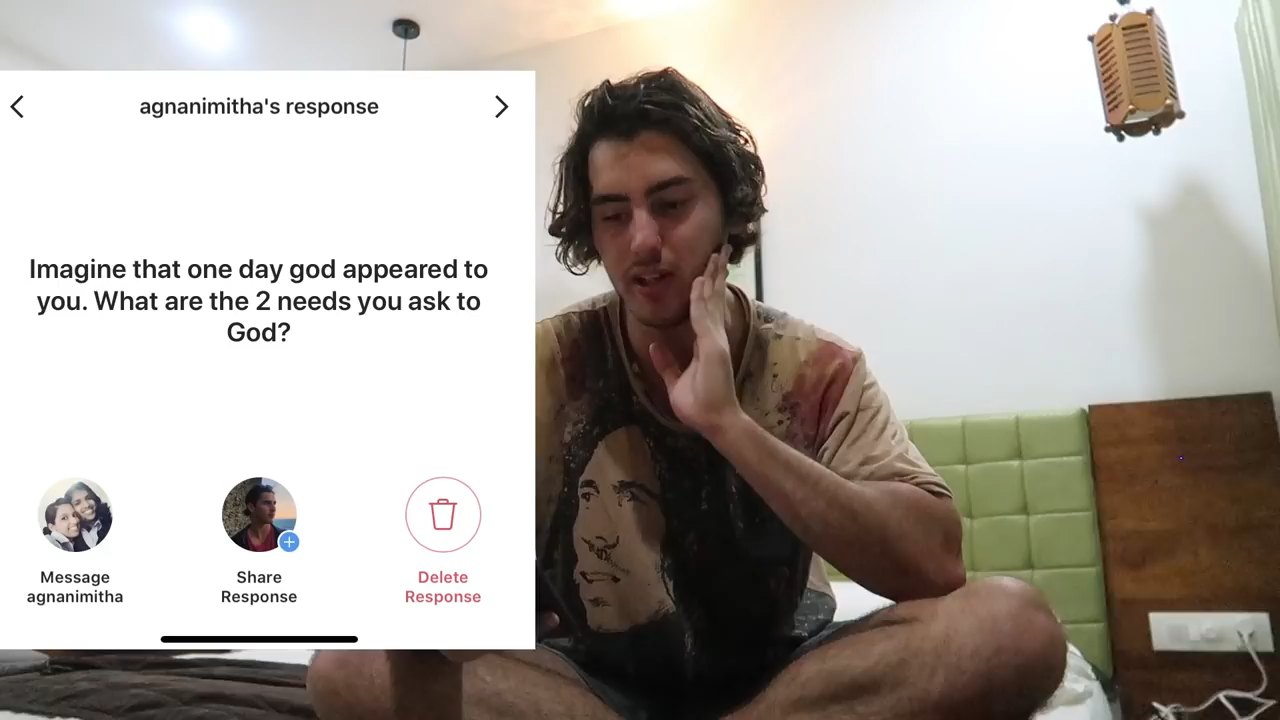 agnanimitha's response
Imagine that one day god appeared to
you. What are the 2 needs you ask to
God?
Message
agnanimitha
Share
Response
Delete
Response